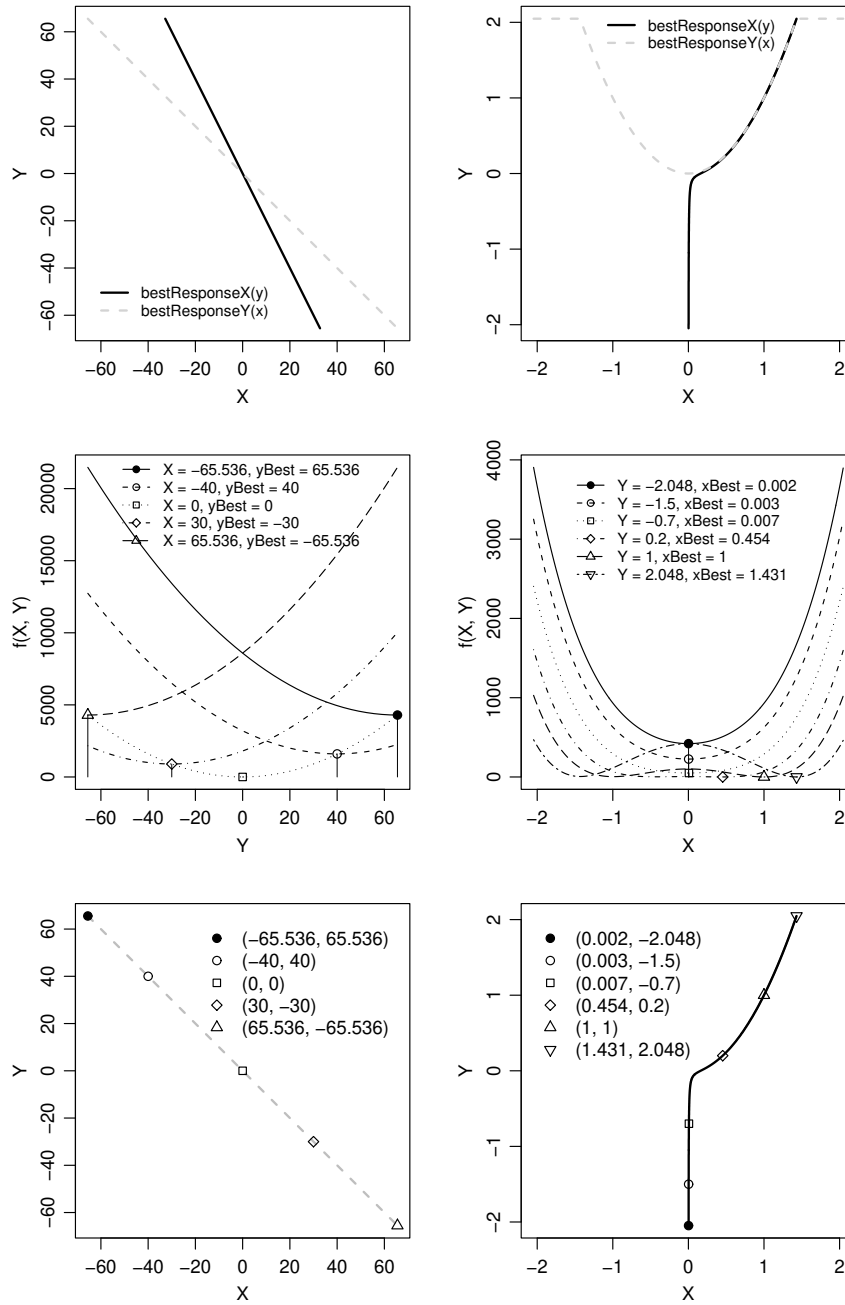 60
40
20
0
−20
−40
−60
Y
bestResponseX(y)
bestResponseY(x)
−60 −40 −20 0 20 40 60
X
2
1
0
−1
−2
Y
bestResponseX(y)
bestResponseY(x)
−2 −1 0 1 2
X
20000
15000
10000
5000
0
f(X, Y)
X = −65.536, yBest = 65.536
X = −40, yBest = 40
X = 0, yBest = 0
X = 30, yBest = −30
X = 65.536, yBest = −65.536
−60 −40 −20 0 20 40 60
Y
4000
3000
2000
1000
0
f(X, Y)
Y = −2.048, xBest = 0.002
Y = −1.5, xBest = 0.003
Y = −0.7, xBest = 0.007
Y = 0.2, xBest = 0.454
Y = 1, xBest = 1
Y = 2.048, xBest = 1.431
−2 −1 0 1 2
X
60
40
20
0
−20
−40
−60
Y
(−65.536, 65.536)
(−40, 40)
(0, 0)
(30, −30)
(65.536, −65.536)
−60 −40 −20 0 20 40 60
X
2
1
0
−1
−2
Y
(0.002, −2.048)
(0.003, −1.5)
(0.007, −0.7)
(0.454, 0.2)
(1, 1)
(1.431, 2.048)
−2 −1 0 1 2
X